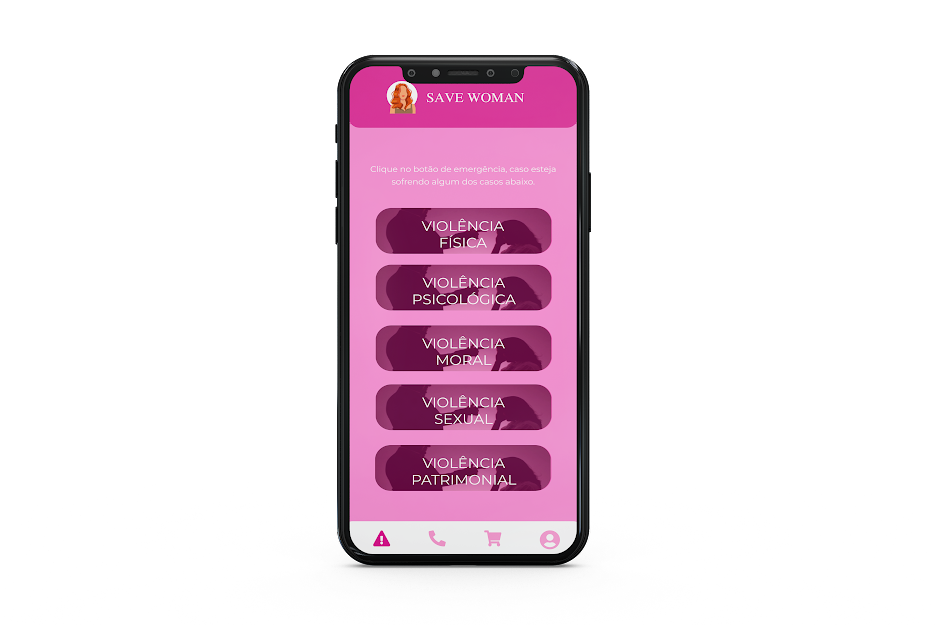 SAVE WOMAN
Clique no botão de emergência, caso esteja
sofrendo algum dos casos abaixo.
VIOLÊNCIA
FÍSICA
VIOLÊNCIA
PSICOLÓGICA
VIOLÊNCIA
MORAL
VIOLÊNCIA
SEXUAL
VIOLÊNCIA
PATRIMONIAL